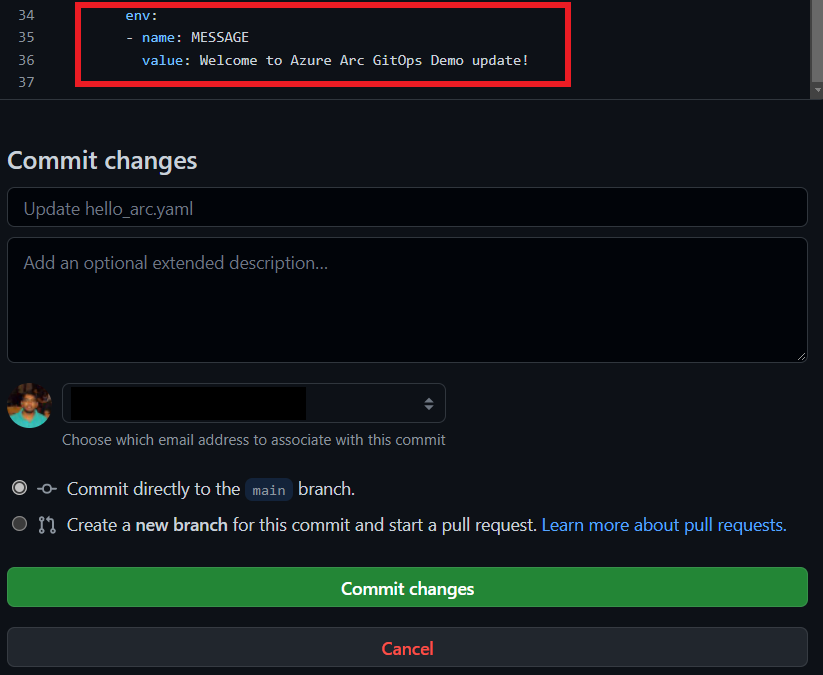 34 env:
35 - name: MESSAGE
36 value: Welcome to Azure Arc GitOps Demo update!
37
Commit changes
Update hello_arc.yaml
Add an optional extended description...
Choose which email address to associate with this commit
Commit directly to the main branch.
Create a new branch for this commit and start a pull request. Learn more about pull requests.
Commit changes
Cancel